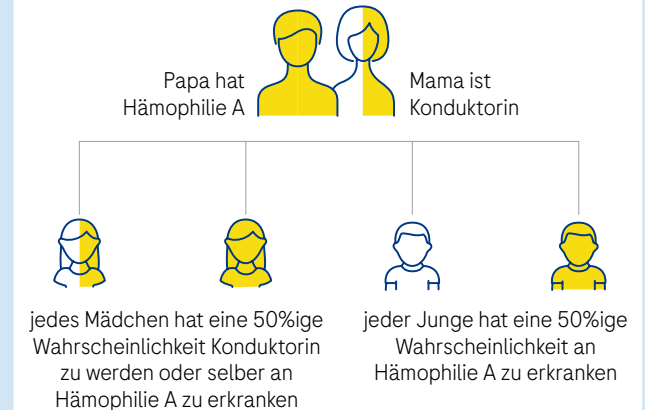 Papa hat
Hämophilie A
Mama ist
Konduktorin
jedes Mädchen hat eine 50%ige
Wahrscheinlichkeit Konduktorin
zu werden oder selber an
Hämophilie A zu erkranken
jeder Junge hat eine 50%ige
Wahrscheinlichkeit an
Hämophilie A zu erkranken